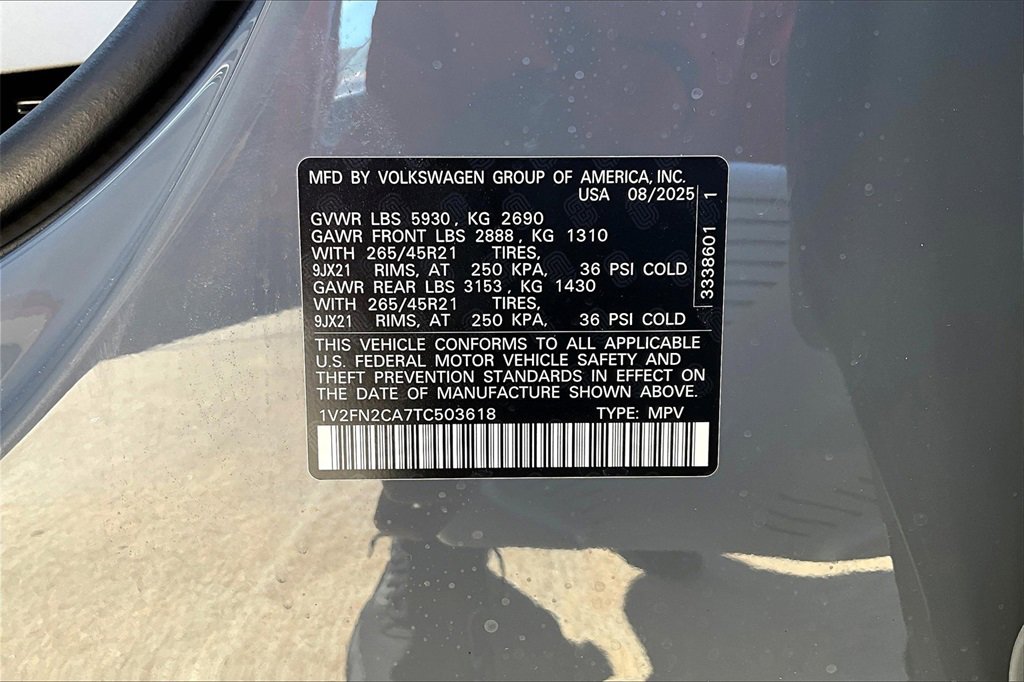 MFD BY VOLKSWAGEN GROUP OF AMERICA, INC.
USA 08/2025
GVWR LBS 5930, KG 2690
GAWR FRONT LBS 2888, KG 1310
WITH 265/45R21 TIRES,
9JX21 RIMS, AT 250 KPA, 36 PSI COLD
GAWR REAR LBS 3153, KG 1430
WITH 265/45R21 TIRES,
9JX21 RIMS, AT 250 KPA, 36 PSI COLD
3338601 1
THIS VEHICLE CONFORMS TO ALL APPLICABLE
U.S. FEDERAL MOTOR VEHICLE SAFETY AND
THEFT PREVENTION STANDARDS IN EFFECT ON
THE DATE OF MANUFACTURE SHOWN ABOVE.
1V2FN2CA7TC503618 TYPE: MPV